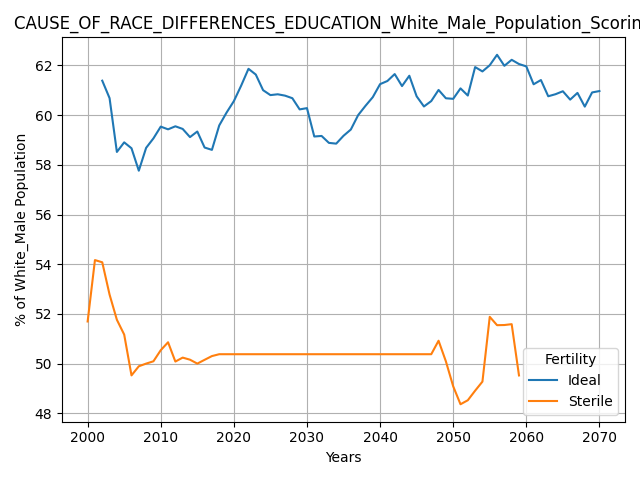 CAUSE_OF_RACE_DIFFERENCES_EDUCATION_White_Male_Population_Scorin
62
60
58
56
54
52
50
48
% of White_Male Population
Fertility
Ideal
Sterile
2000 2010 2020 2030 2040 2050 2060 2070
Years